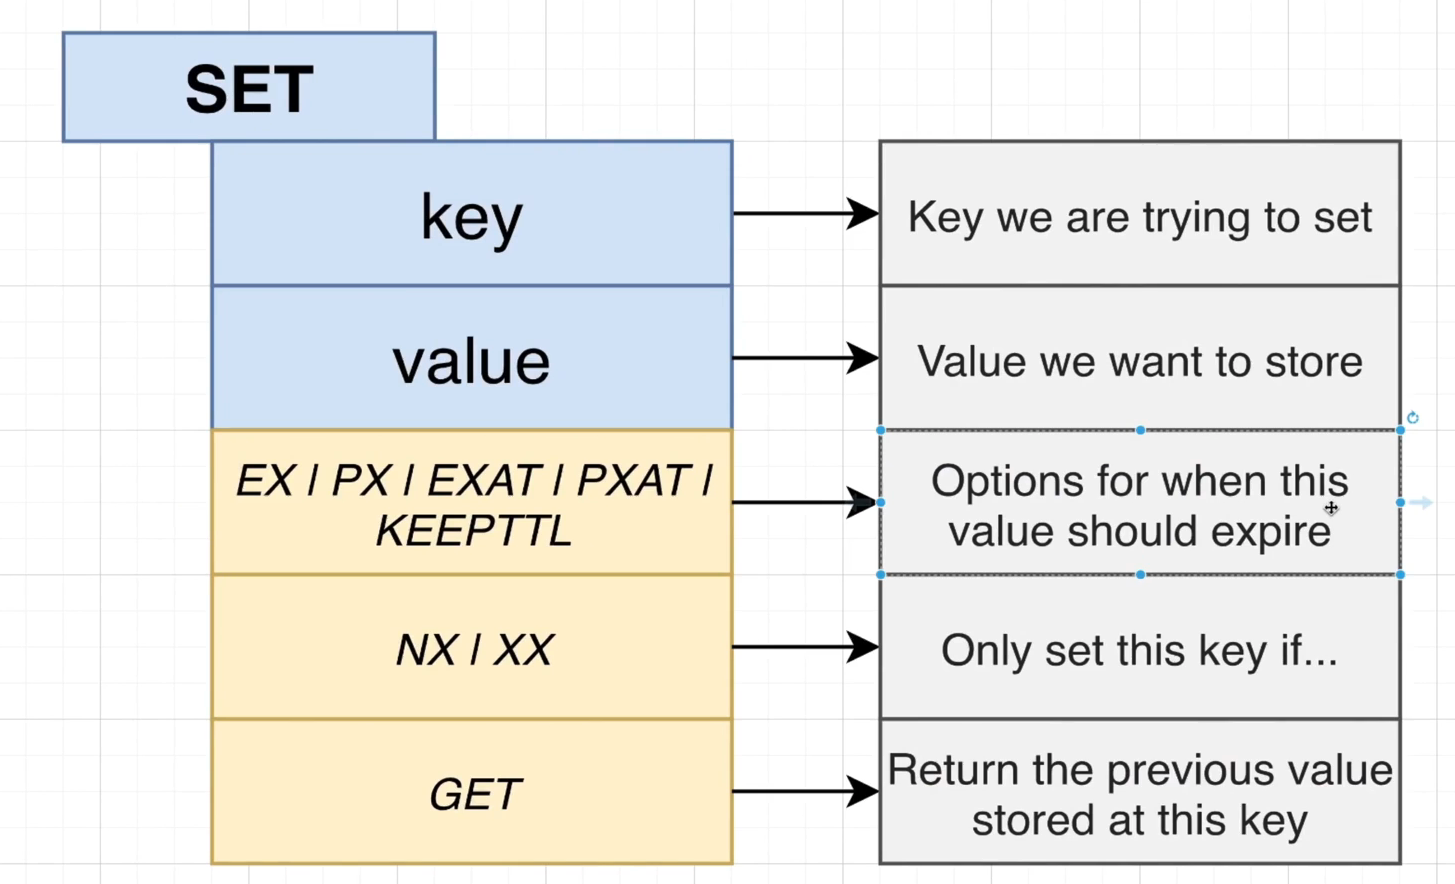 SET
key
Key we are trying to set
value
Value we want to store
EX | PX | EXAT | PXAT |
KEEPTTL
Options for when this
value should expire
NX | XX
Only set this key if...
GET
Return the previous value
stored at this key